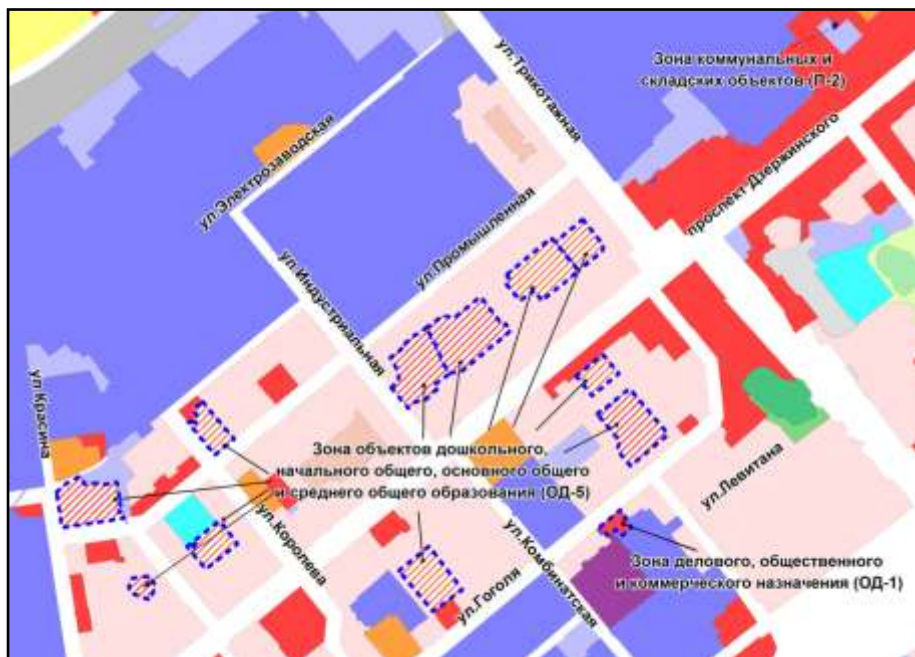 ул.Трикотажная
Зона коммунальных и
складских объектов (П-2)
ул.Электрозаводская
проспект Дзержинского
ул.Промышленная
ул.Индустриальная
ул.Красина
Зона объектов дошкольного,
начального общего, основного общего
и среднего общего образования (ОД-5)
ул.Левитана
ул.Королева
ул.Комбинатская
Зона делового, общественного
и коммерческого назначения (ОД-1)
ул.Гоголя